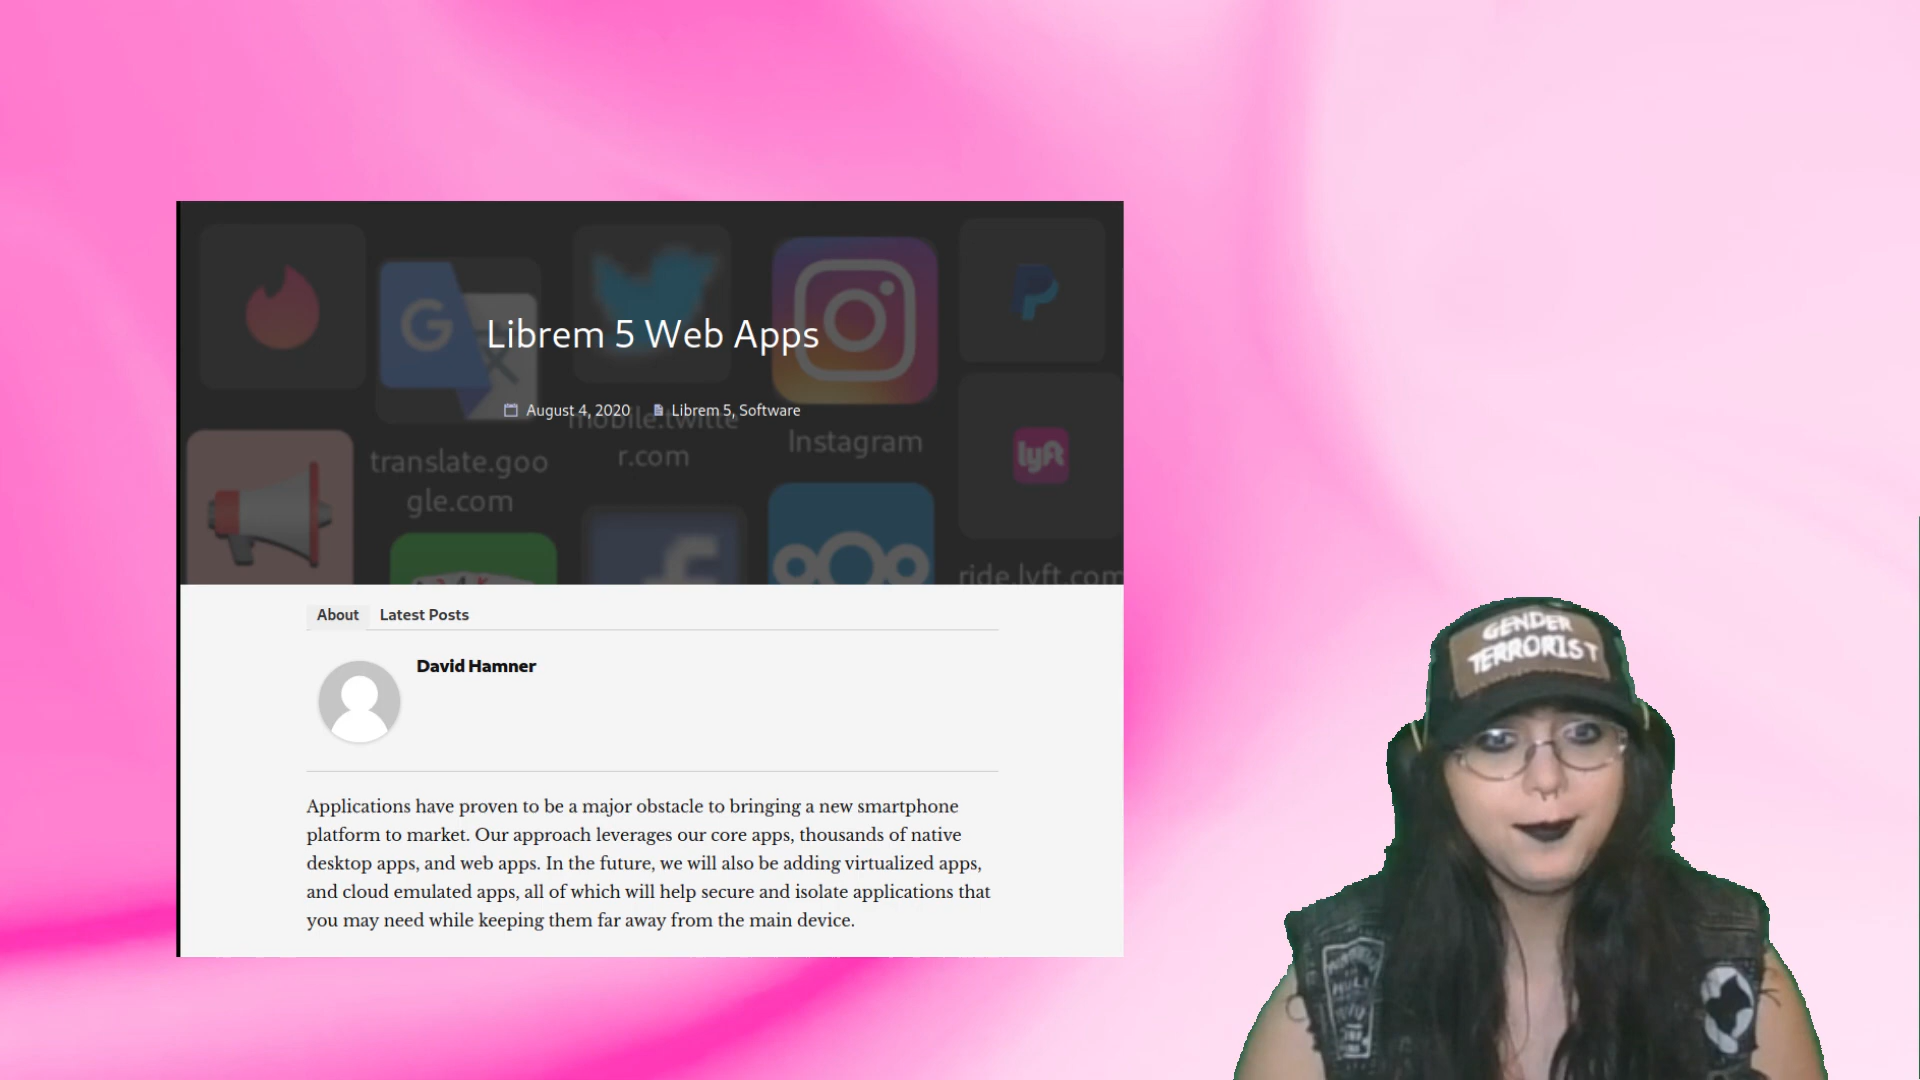 Librem 5 Web Apps
August 4, 2020 Librem 5, Software
mobile.twitte
r.com
Instagram
translate.goo
gle.com
lyft
ride.lyft.com
About Latest Posts
David Hamner
Applications have proven to be a major obstacle to bringing a new smartphone
platform to market. Our approach leverages our core apps, thousands of native
desktop apps, and web apps. In the future, we will also be adding virtualized apps,
and cloud emulated apps, all of which will help secure and isolate applications that
you may need while keeping them far away from the main device.
GENDER
TERRORIST